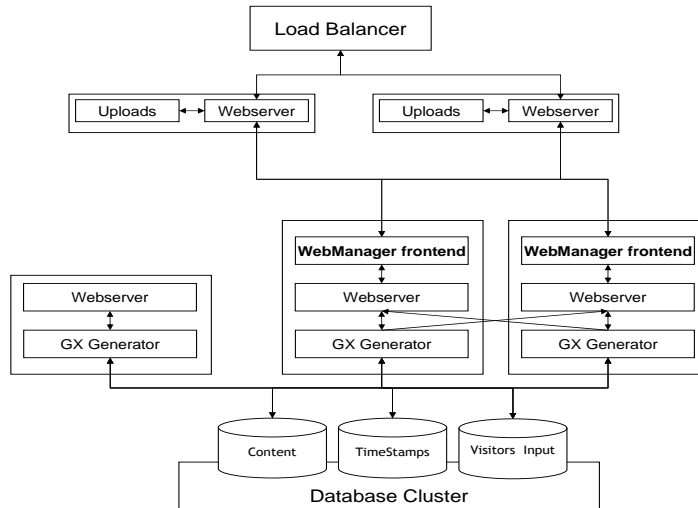 Load Balancer
Uploads
Webserver
Uploads
Webserver
WebManager frontend
WebManager frontend
Webserver
Webserver
Webserver
GX Generator
GX Generator
GX Generator
Content
TimeStamps
Visitors Input
Database Cluster